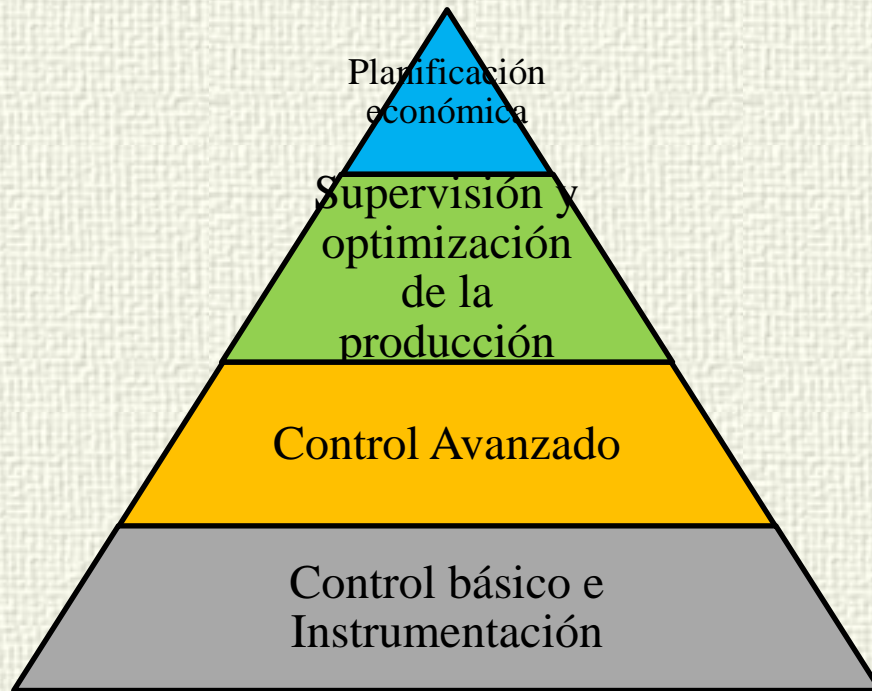 Planificación
económica
Supervisión y
optimización
de la
producción
Control Avanzado
Control básico e
Instrumentación